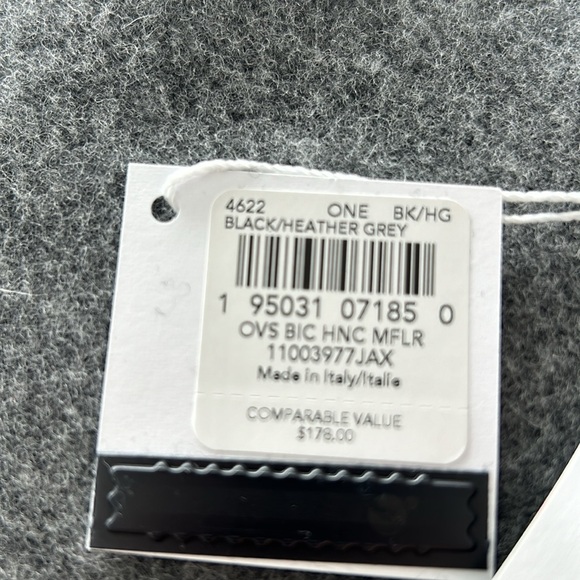 4622 ONE BK/HG
BLACK/HEATHER GREY
1 95031 07185 0
OVS BIC HNC MFLR
11003977JAX
Made in Italy/Italie
COMPARABLE VALUE
$178.00